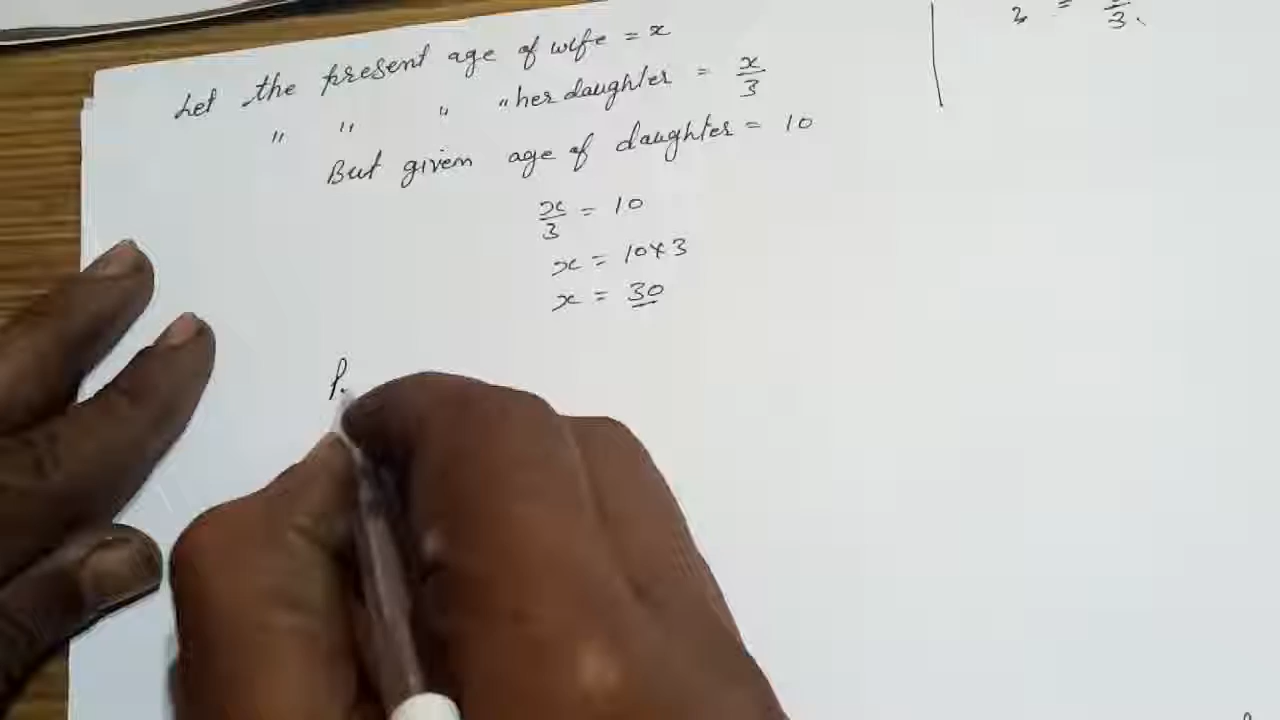 Let the present age of wife = x
" " " " her daughter = x/3
But given age of daughter = 10
x/3 = 10
x = 10×3
x = 30
P.